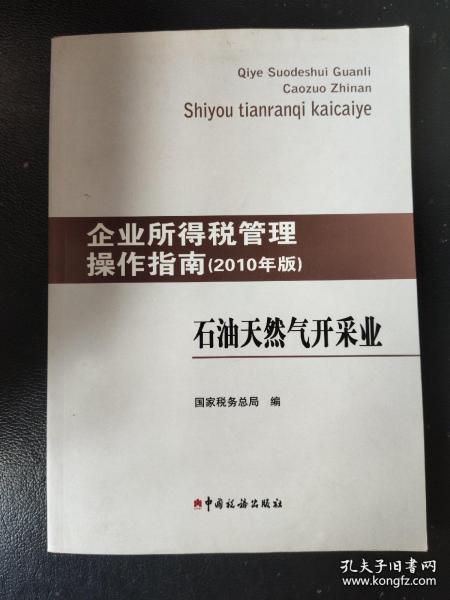 Qiye Suodeshui Guanli
Caozuo Zhinan
Shiyou tianranqi kaicaiye
企业所得税管理
操作指南(2010年版)
石油天然气开采业
国家税务总局 编
中国税务出版社
孔夫子旧书网
www.kongfz.com